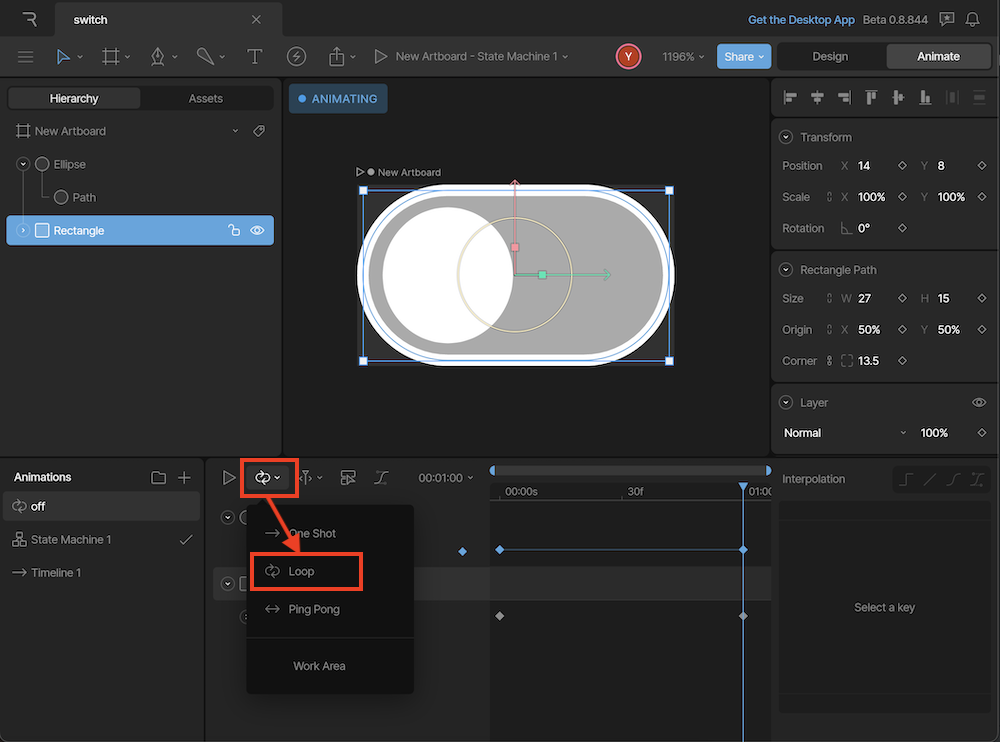 switch
Get the Desktop App Beta 0.8.844
New Artboard - State Machine 1
Y
1196%
Share
Design
Animate
Hierarchy
Assets
New Artboard
Ellipse
Path
Rectangle
ANIMATING
New Artboard
Transform
Position X 14 Y 8
Scale X 100% Y 100%
Rotation 0°
Rectangle Path
Size W 27 H 15
Origin X 50% Y 50%
Corner 13.5
Layer
Normal 100%
Animations
off
State Machine 1
Timeline 1
00:01:00
00:00s 30f 01:00
One Shot
Loop
Ping Pong
Work Area
Interpolation
Select a key